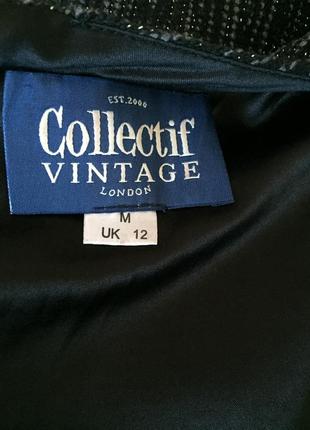 EST.2000
Collectif
VINTAGE
LONDON
M
UK 12